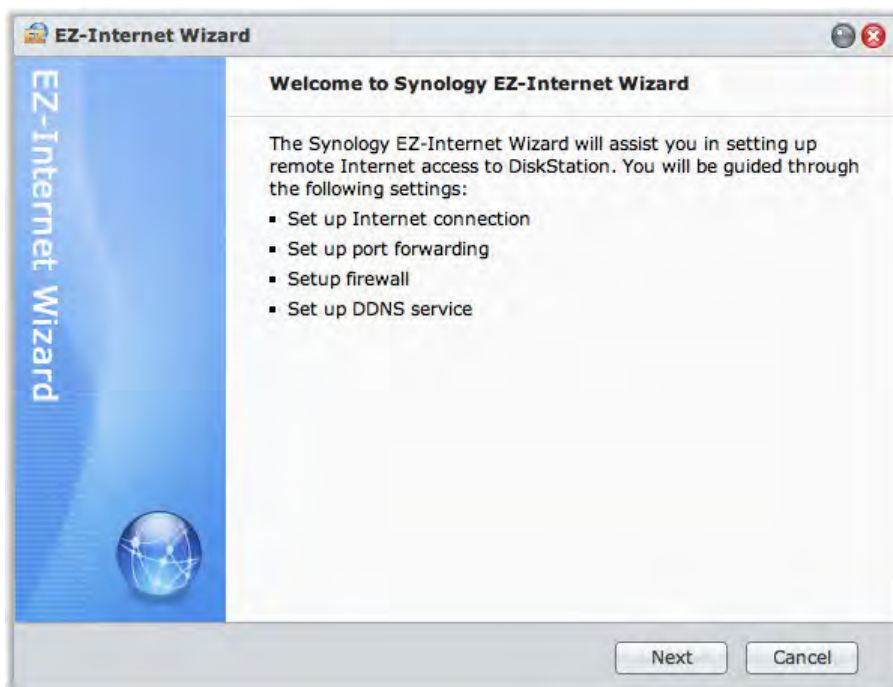 EZ-Internet Wizard
EZ-Internet Wizard
Welcome to Synology EZ-Internet Wizard
The Synology EZ-Internet Wizard will assist you in setting up
remote Internet access to DiskStation. You will be guided through
the following settings:
▪ Set up Internet connection
▪ Set up port forwarding
▪ Setup firewall
▪ Set up DDNS service
Next
Cancel